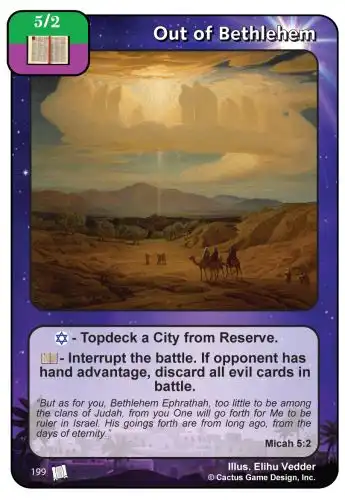 5/2
Out of Bethlehem
- Topdeck a City from Reserve.
- Interrupt the battle. If opponent has
hand advantage, discard all evil cards in
battle.
"But as for you, Bethlehem Ephrathah, too little to be among
the clans of Judah, from you One will go forth for Me to be
ruler in Israel. His goings forth are from long ago, from the
days of eternity."
Micah 5:2
199
Illus. Elihu Vedder
© Cactus Game Design, Inc.